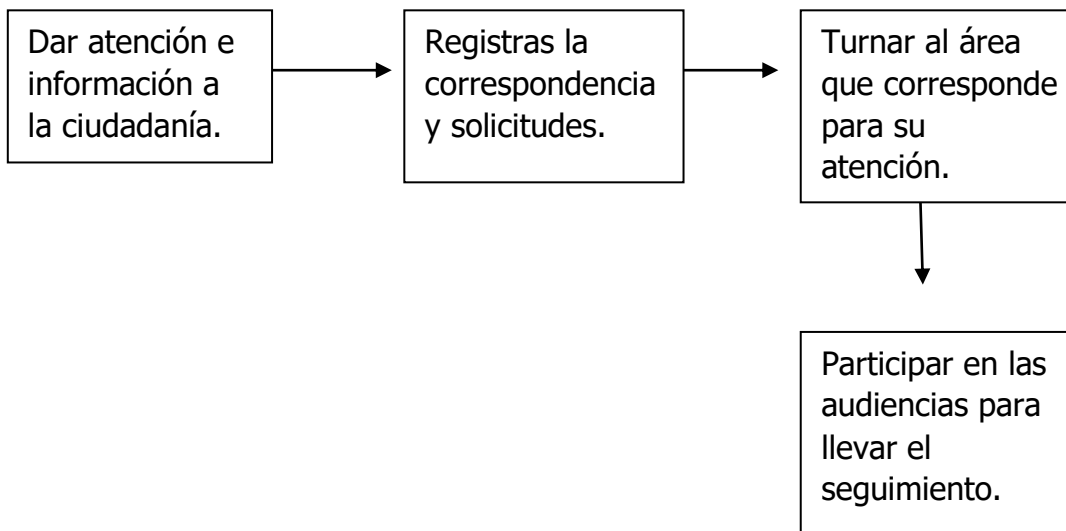 Dar atención e
información a
la ciudadanía.
Registras la
correspondencia
y solicitudes.
Turnar al área
que corresponde
para su
atención.
Participar en las
audiencias para
llevar el
seguimiento.